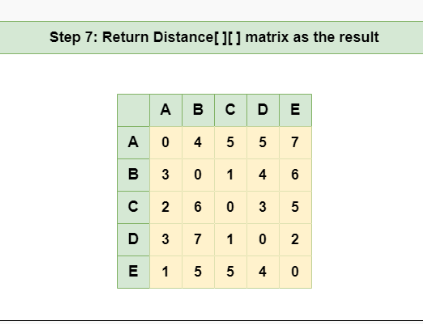 Step 7: Return Distance[ ][ ] matrix as the result
A B C D E
A 0 4 5 5 7
B 3 0 1 4 6
C 2 6 0 3 5
D 3 7 1 0 2
E 1 5 5 4 0